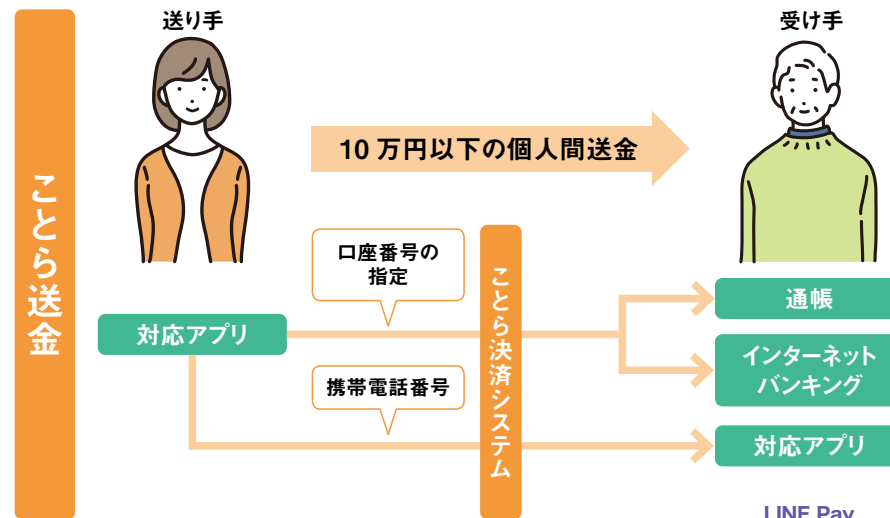 ことら送金
送り手
受け手
10万円以下の個人間送金
口座番号の
指定
ことら決済システム
対応アプリ
通帳
インターネット
バンキング
携帯電話番号
対応アプリ
LINE Pay